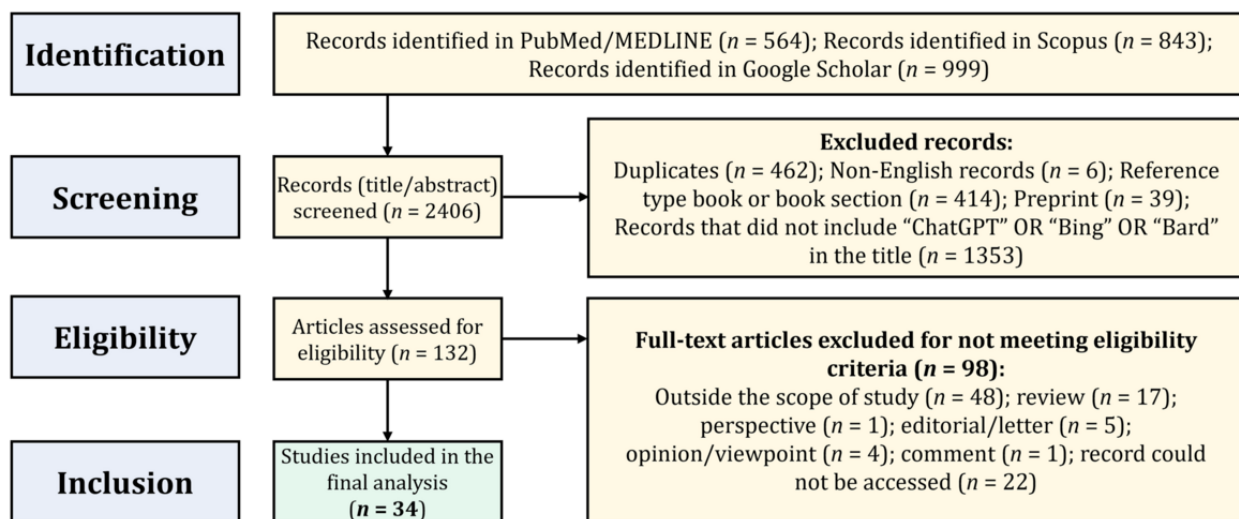 Identification
Records identified in PubMed/MEDLINE (n = 564); Records identified in Scopus (n = 843);
Records identified in Google Scholar (n = 999)
Screening
Records (title/abstract)
screened (n = 2406)
Excluded records:
Duplicates (n = 462); Non-English records (n = 6); Reference
type book or book section (n = 414); Preprint (n = 39);
Records that did not include “ChatGPT” OR “Bing” OR “Bard”
in the title (n = 1353)
Eligibility
Articles assessed for
eligibility (n = 132)
Full-text articles excluded for not meeting eligibility
criteria (n = 98):
Outside the scope of study (n = 48); review (n = 17);
perspective (n = 1); editorial/letter (n = 5);
opinion/viewpoint (n = 4); comment (n = 1); record could
not be accessed (n = 22)
Inclusion
Studies included in the
final analysis
(n = 34)